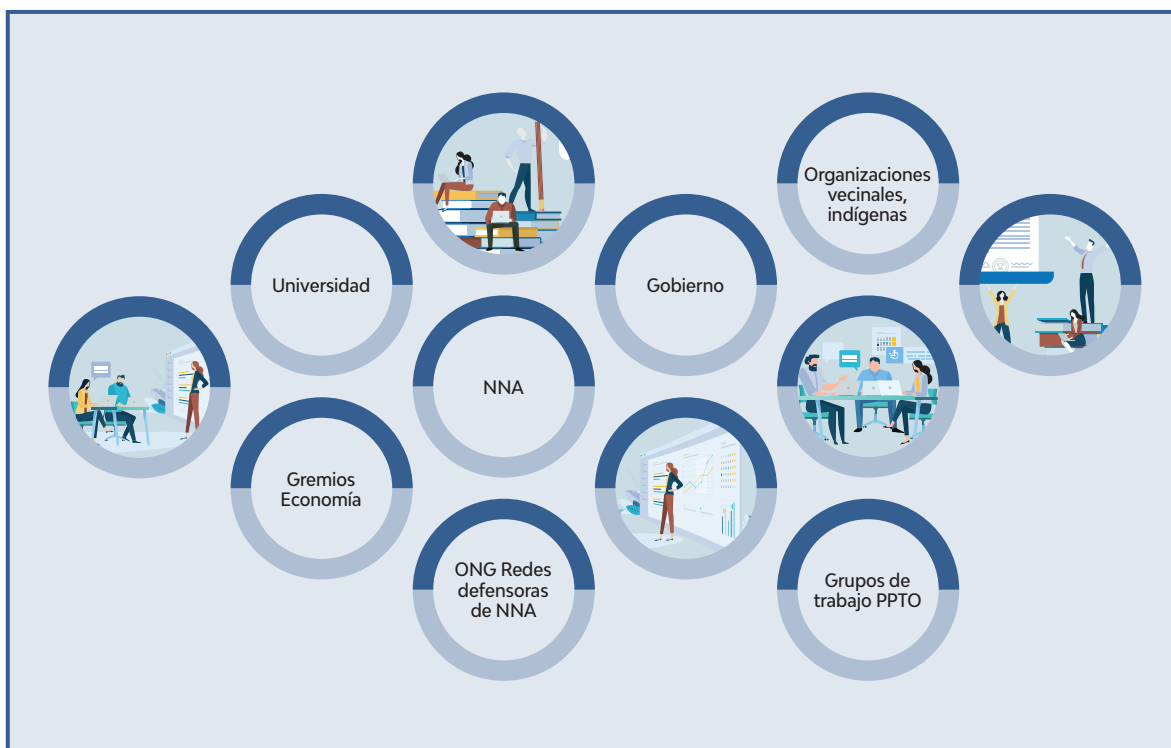 Organizaciones
vecinales,
indígenas
Universidad
Gobierno
NNA
Gremios
Economía
ONG Redes
defensoras
de NNA
Grupos de
trabajo PPTO